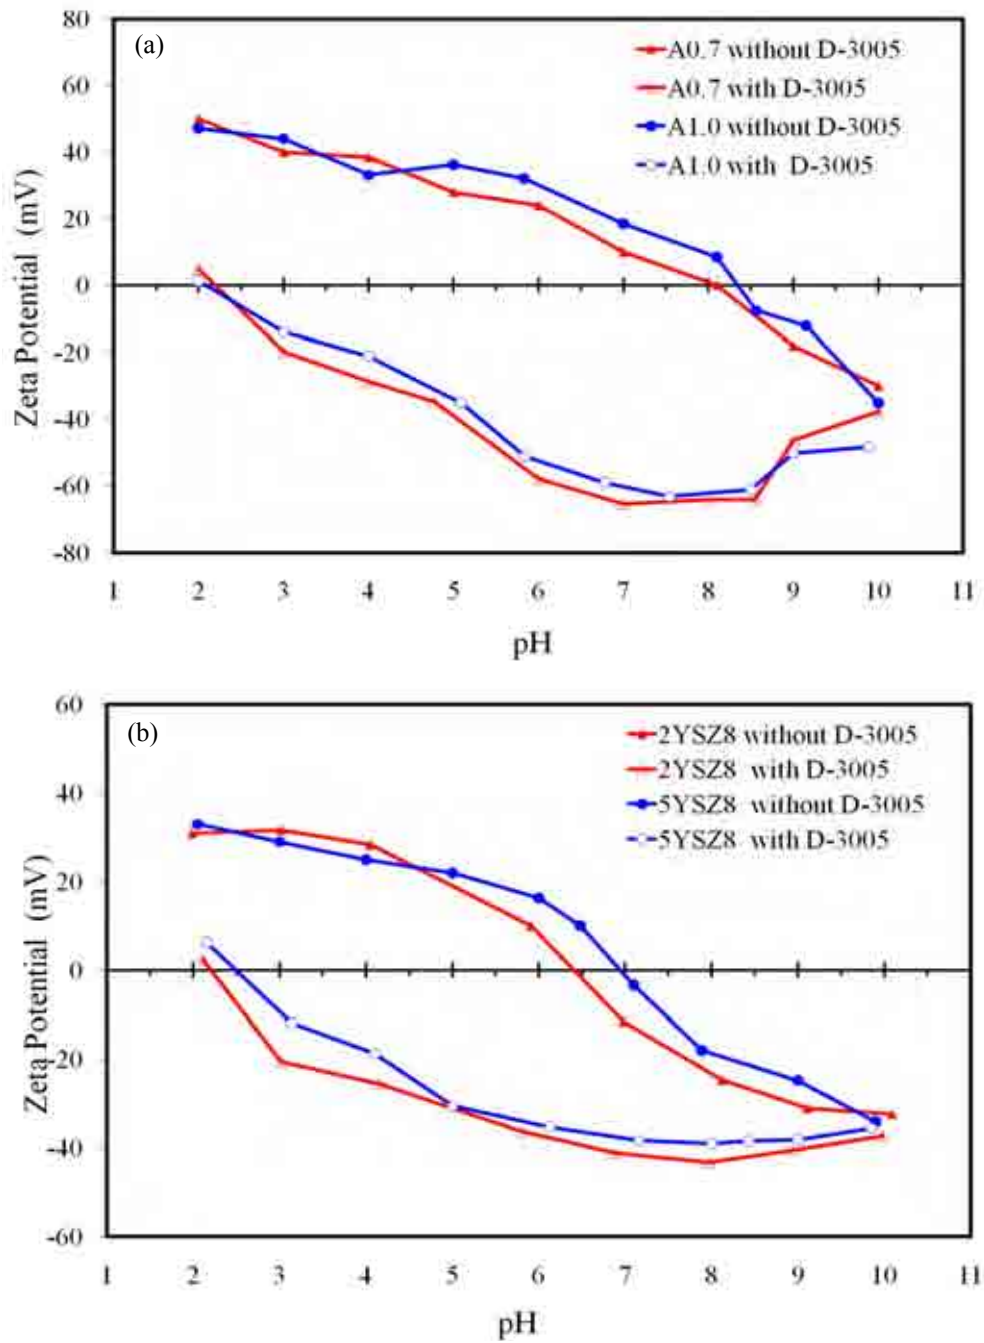 (a)
A0.7 without D-3005
A0.7 with D-3005
A1.0 without D-3005
A1.0 with D-3005
80
60
40
20
0
-20
-40
-60
-80
Zeta Potential (mV)
1 2 3 4 5 6 7 8 9 10 11
pH
(b)
2YSZ8 without D-3005
2YSZ8 with D-3005
5YSZ8 without D-3005
5YSZ8 with D-3005
60
40
20
0
-20
-40
-60
Zeta Potential (mV)
1 2 3 4 5 6 7 8 9 10 11
pH